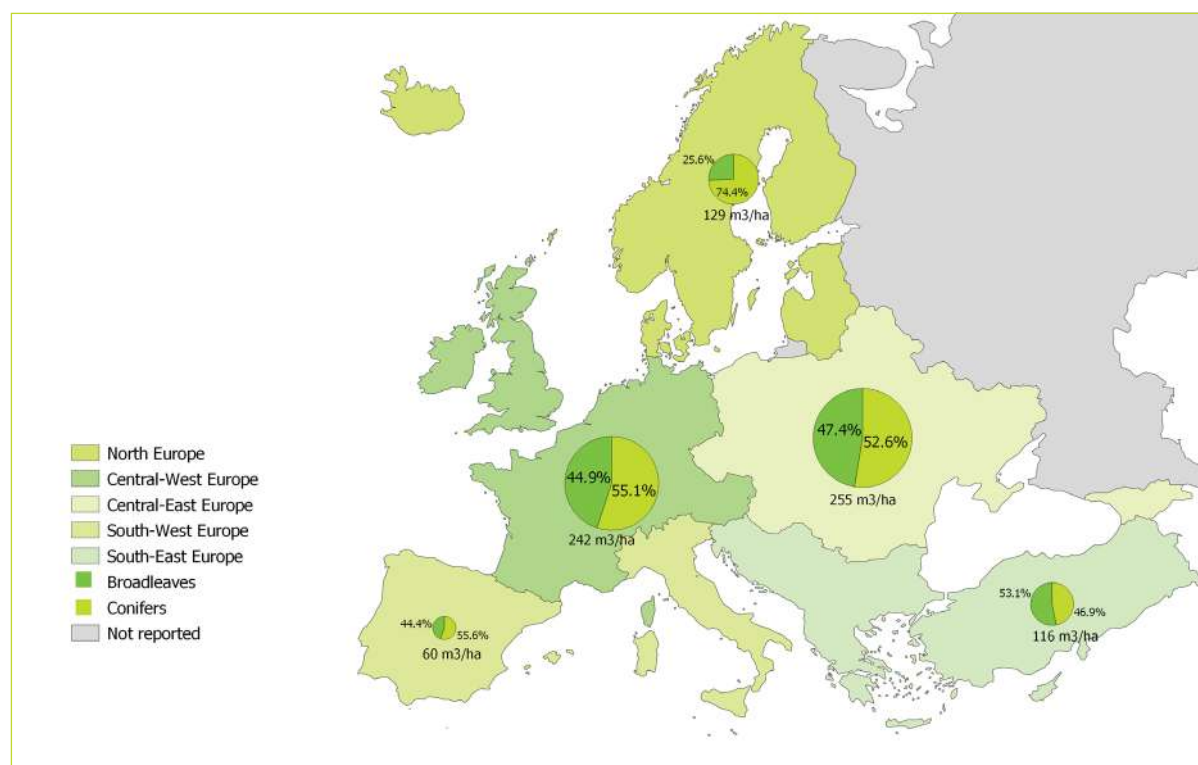 25.6%
74.4%
129 m3/ha
47.4%
52.6%
255 m3/ha
44.9%
55.1%
242 m3/ha
53.1%
46.9%
116 m3/ha
44.4%
55.6%
60 m3/ha
North Europe
Central-West Europe
Central-East Europe
South-West Europe
South-East Europe
Broadleaves
Conifers
Not reported